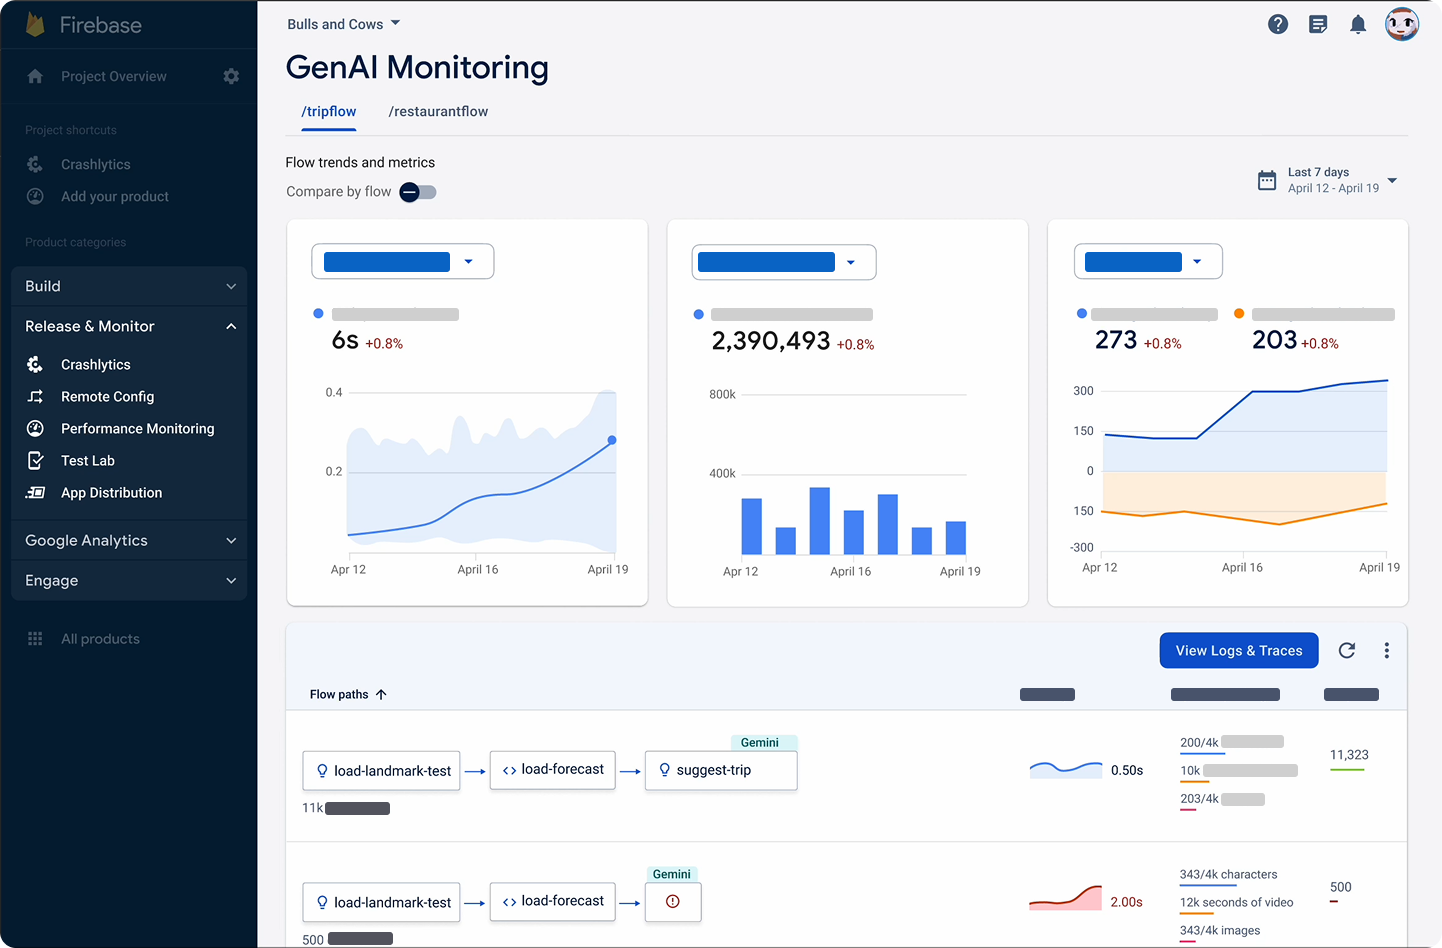 Firebase
Project Overview
Project shortcuts
Crashlytics
Add your product
Product categories
Build
Release & Monitor
Crashlytics
Remote Config
Performance Monitoring
Test Lab
App Distribution
Google Analytics
Engage
All products
Bulls and Cows
GenAI Monitoring
/tripflow
/restaurantflow
Flow trends and metrics
Compare by flow
Last 7 days
April 12 - April 19
6s +0.8%
0.4
0.2
Apr 12 April 16 April 19
2,390,493 +0.8%
800k
400k
Apr 12 April 16 April 19
273 +0.8% 203 +0.8%
300
150
0
150
-300
Apr 12 April 16 April 19
View Logs & Traces
Flow paths
Gemini
load-landmark-test load-forecast suggest-trip
11k
0.50s
200/4k
10k
203/4k
11,323
Gemini
load-landmark-test load-forecast
500
2.00s
343/4k characters
12k seconds of video
343/4k images
500